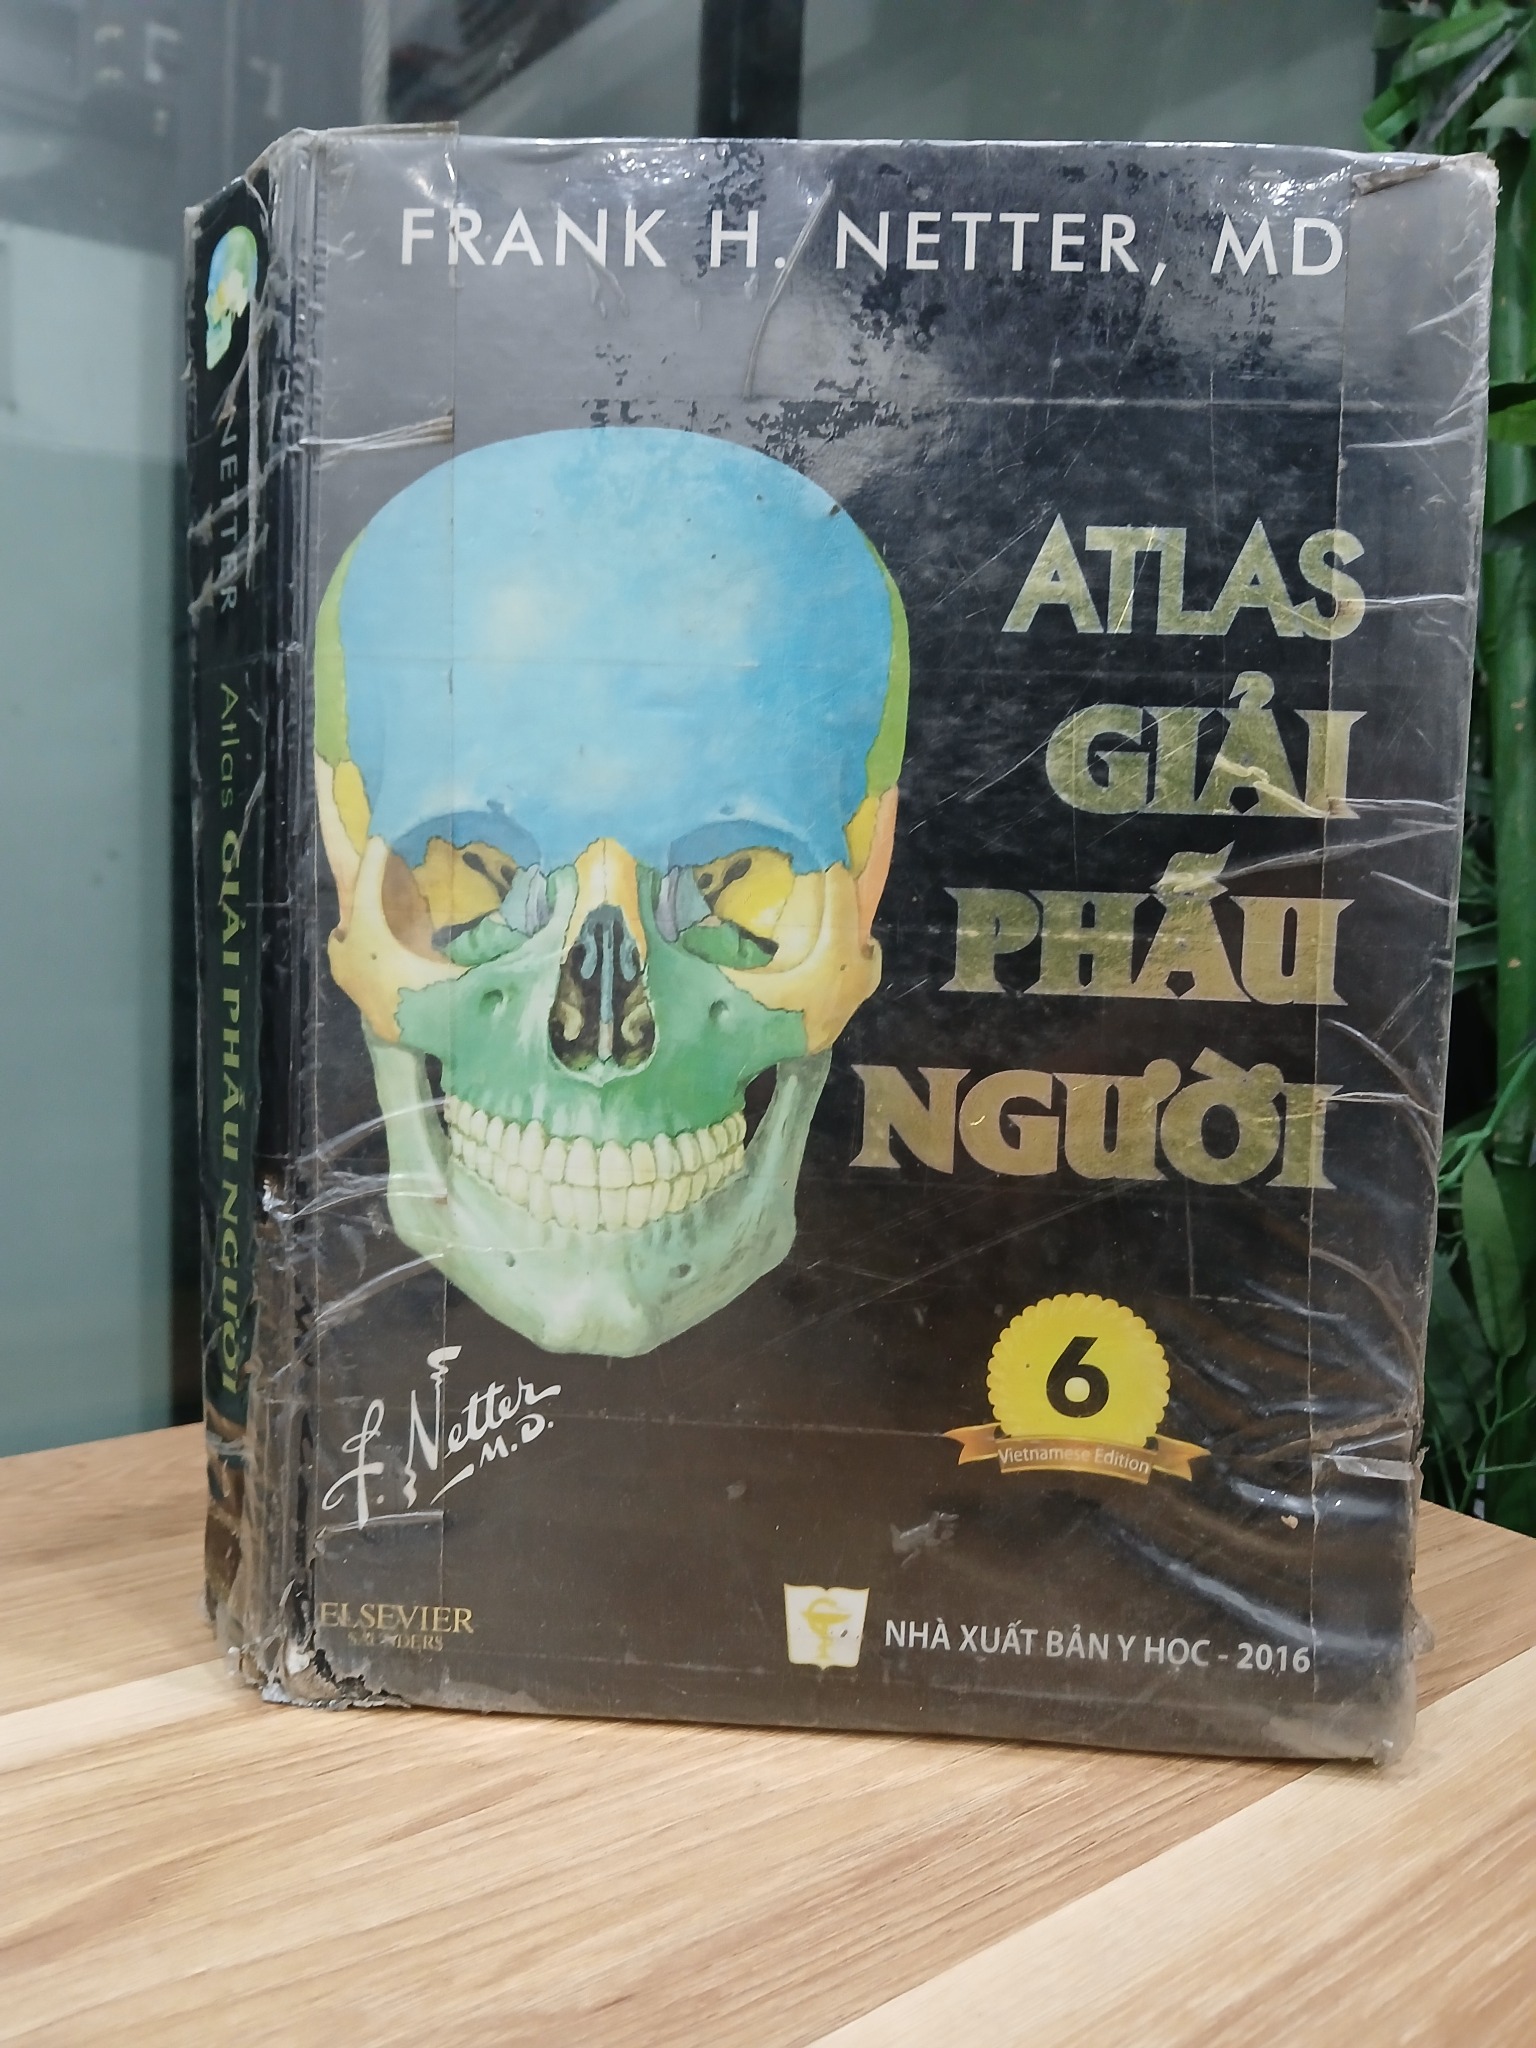 FRANK H. NETTER, MD
ATLAS
GIẢI
PHẪU
NGƯỜI
6
Vietnamese Edition
F. Netter
M.D.
ELSEVIER
SAUNDERS
NHÀ XUẤT BẢN Y HỌC - 2016
NETTER Atlas GIẢI PHẪU NGƯỜI